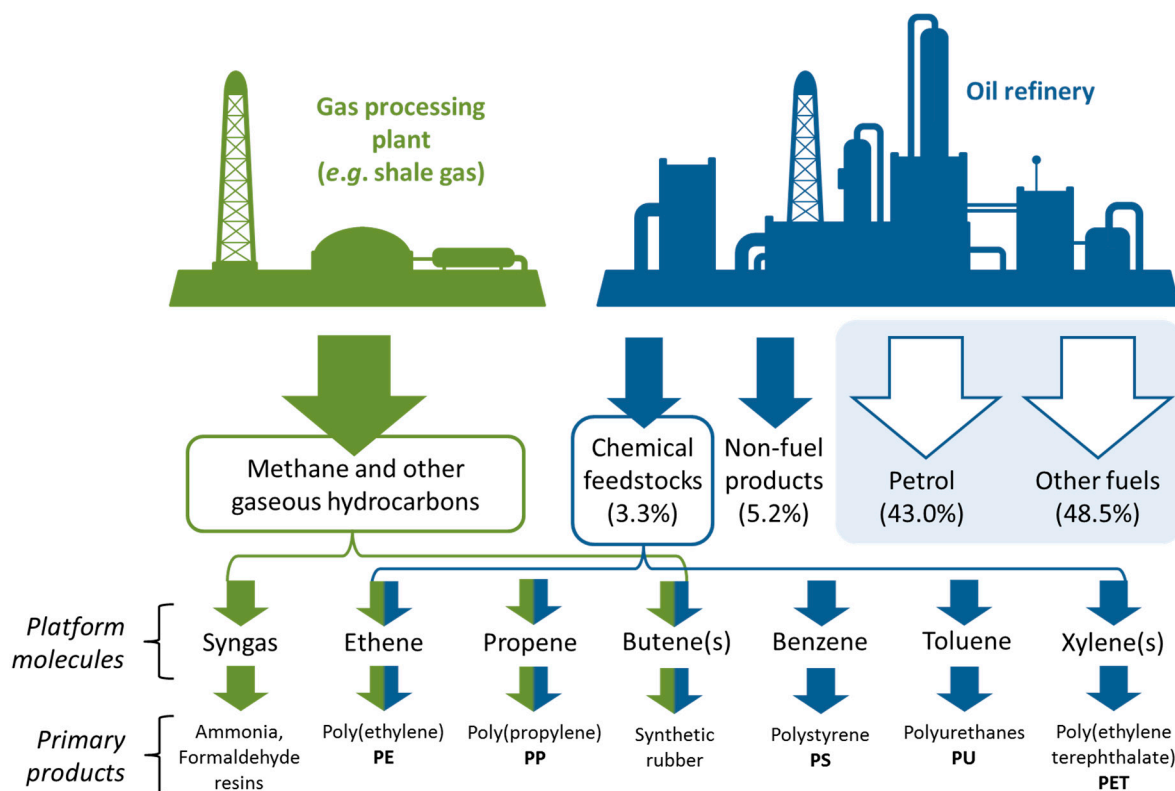 Gas processing
plant
(e.g. shale gas)
Oil refinery
Methane and other
gaseous hydrocarbons
Chemical
feedstocks
(3.3%)
Non-fuel
products
(5.2%)
Petrol
(43.0%)
Other fuels
(48.5%)
Platform
molecules
Syngas
Ethene
Propene
Butene(s)
Benzene
Toluene
Xylene(s)
Primary
products
Ammonia,
Formaldehyde
resins
Poly(ethylene)
PE
Poly(propylene)
PP
Synthetic
rubber
Polystyrene
PS
Polyurethanes
PU
Poly(ethylene
terephthalate)
PET